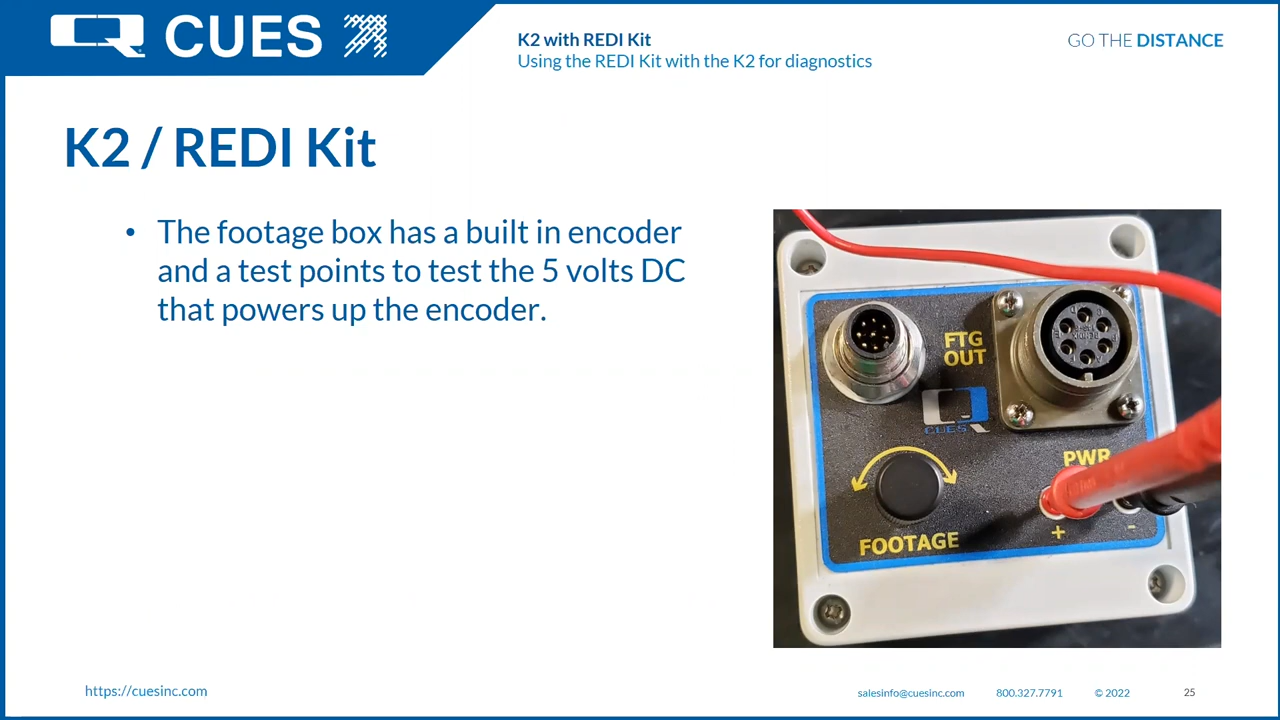 CUES
K2 with REDI Kit
Using the REDI Kit with the K2 for diagnostics
GO THE DISTANCE
K2 / REDI Kit
• The footage box has a built in encoder
and a test points to test the 5 volts DC
that powers up the encoder.
FTG
OUT
CUES
PWR
+ -
FOOTAGE
https://cuesinc.com
salesinfo@cuesinc.com
800.327.7791
© 2022
25